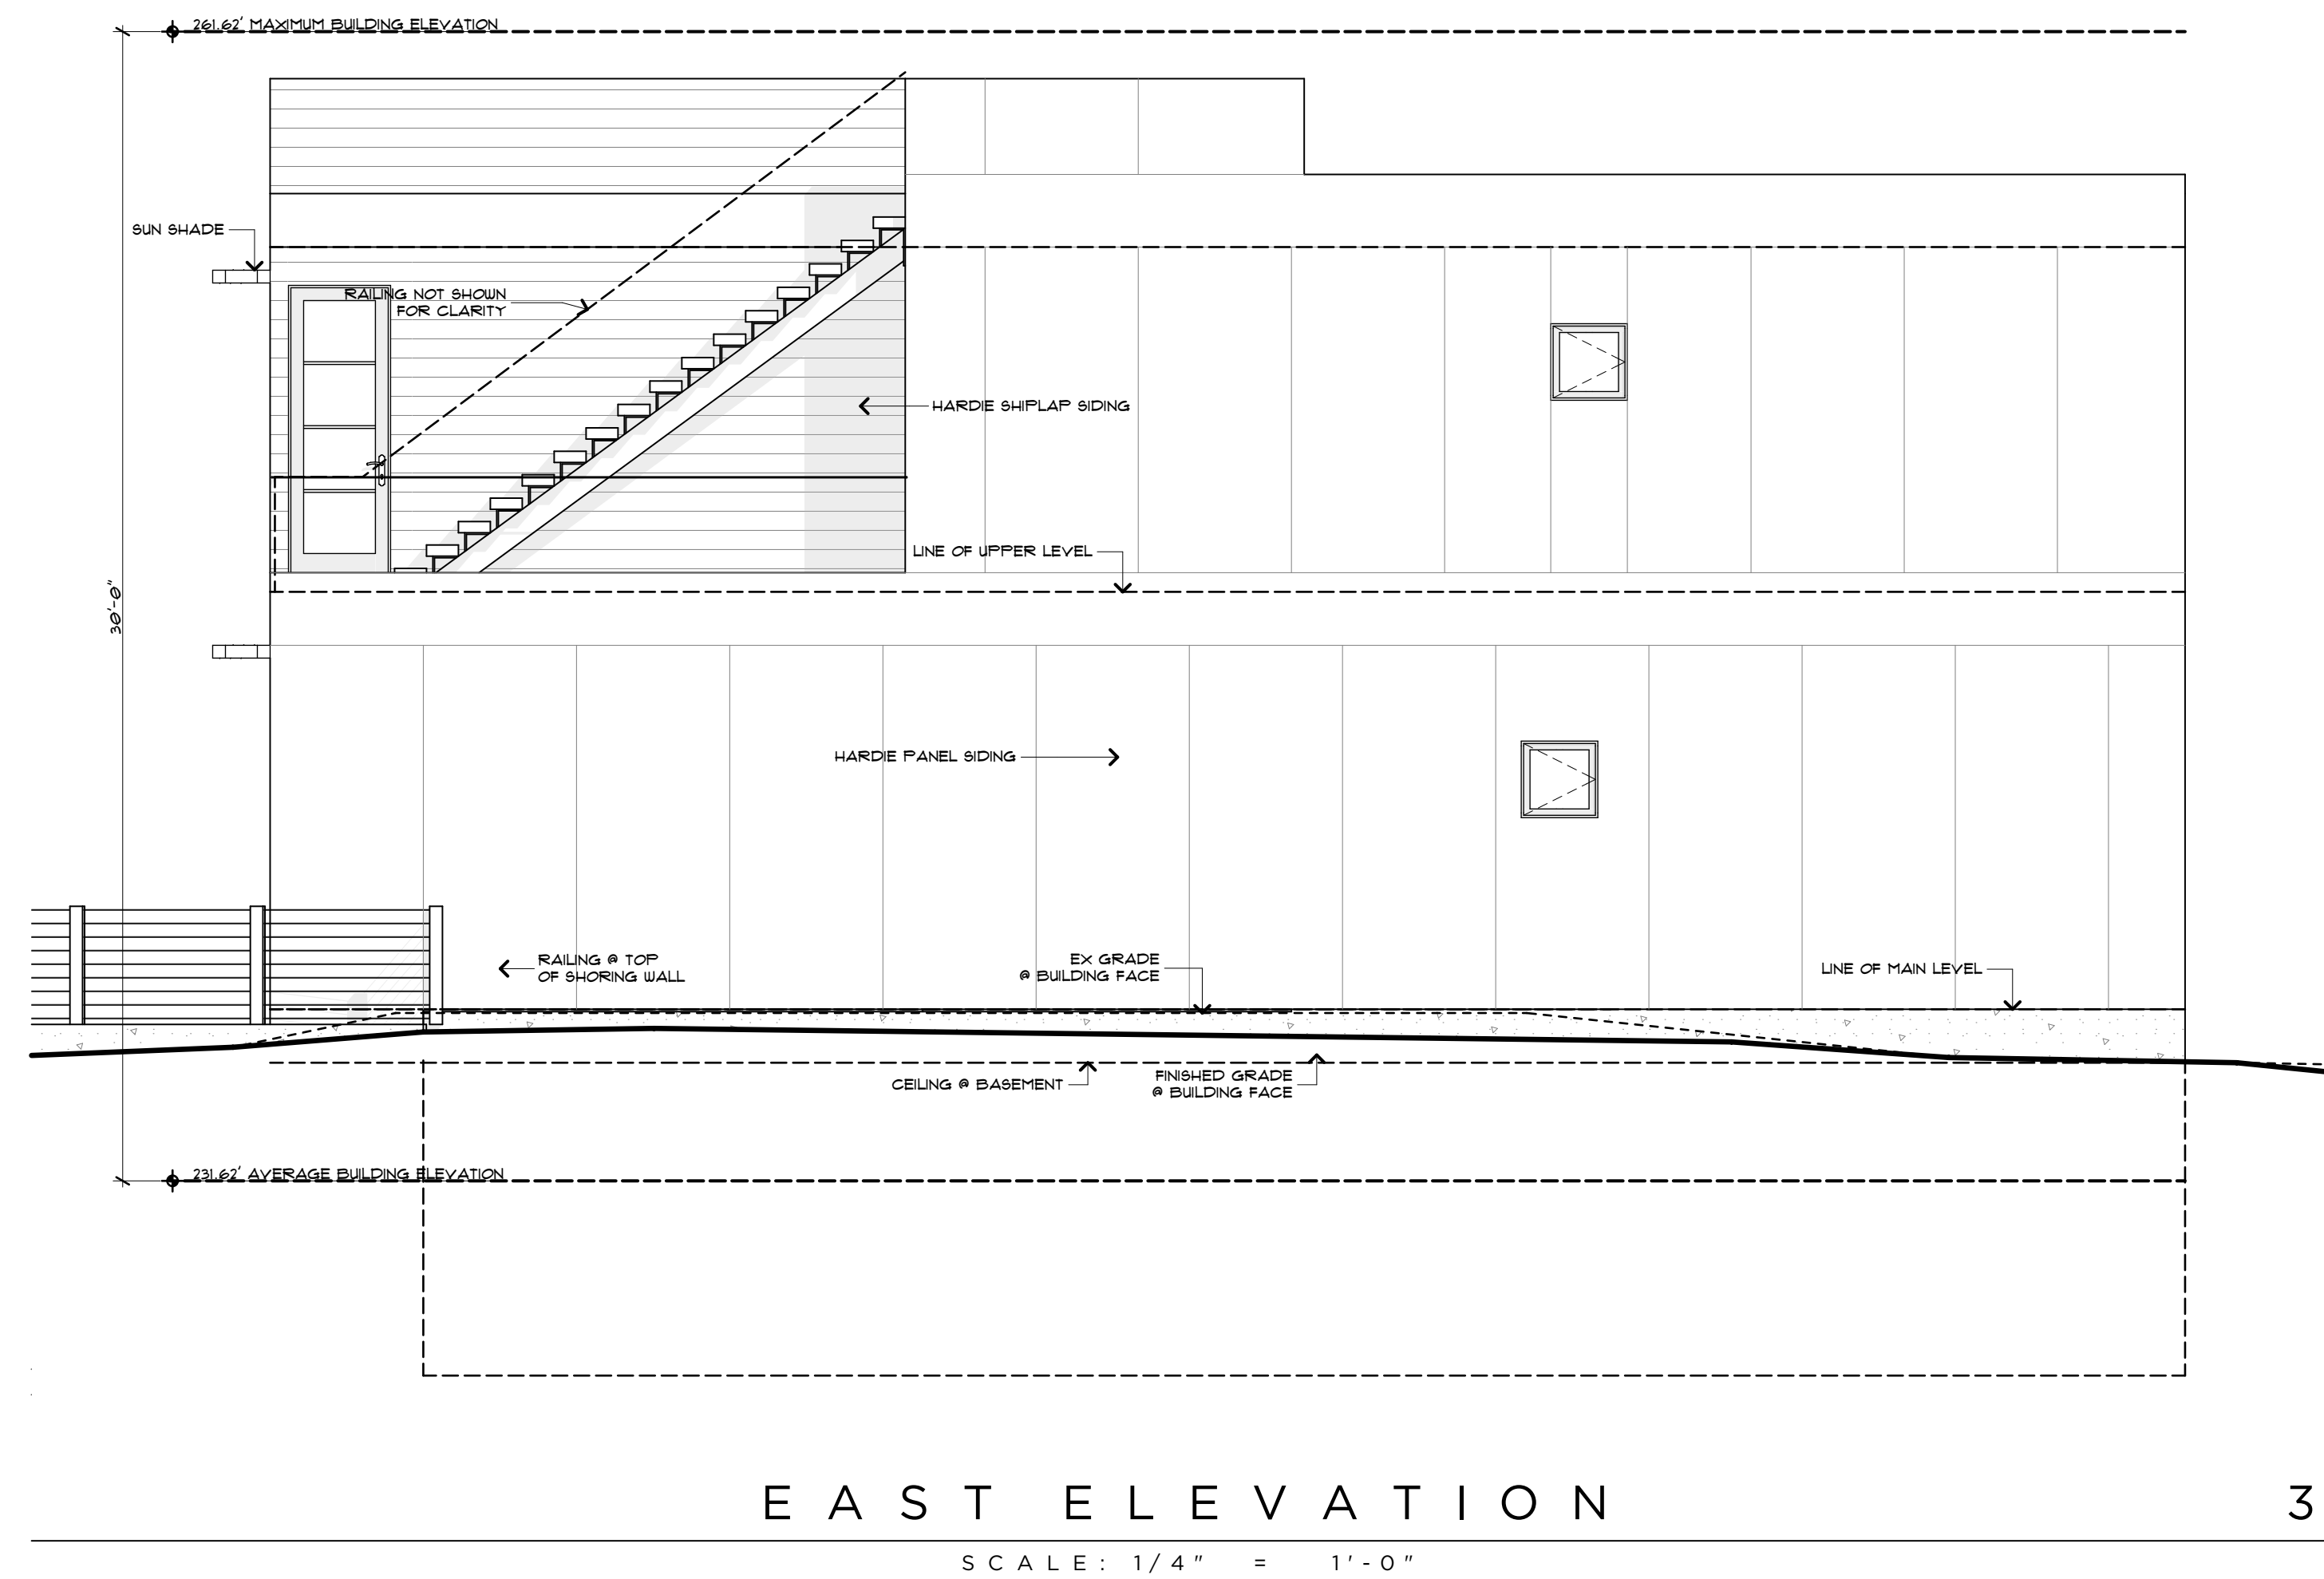 261.62' MAXIMUM BUILDING ELEVATION
SUN SHADE
RAILING NOT SHOWN
FOR CLARITY
HARDIE SHIPLAP SIDING
LINE OF UPPER LEVEL
30'-0"
HARDIE PANEL SIDING
RAILING @ TOP
OF SHORING WALL
EX GRADE
@ BUILDING FACE
LINE OF MAIN LEVEL
CEILING @ BASEMENT
FINISHED GRADE
@ BUILDING FACE
231.62' AVERAGE BUILDING ELEVATION
EAST ELEVATION
3
SCALE: 1/4" = 1'-0"